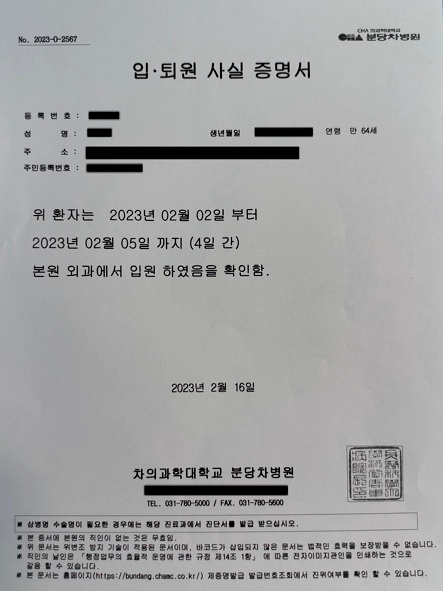 No. 2023-0-2567
CHA 의과학대학교
CHA 분당차병원
입·퇴원 사실 증명서
등 록 번 호 :
성 명 : 생년월일 연령 만 64세
주 소 :
주민등록번호 :
위 환자는 2023년 02월 02일 부터
2023년 02월 05일 까지 (4일 간)
본원 외과에서 입원 하였음을 확인함.
2023년 2월 16일
차의과학대학교 분당차병원
TEL. 031-780-5000 / FAX. 031-780-5600
※ 상병명 수술명이 필요한 경우에는 해당 진료과에서 진단서를 발급 받으십시오.
※ 본 증서에 본원의 직인이 없는 것은 무효임.
※ 위 문서는 위변조 방지 기술이 적용된 문서이며, 바코드가 삽입되지 않은 문서는 법적인 효력을 보장받을 수 없습니다.
※ 직인의 날인은 「행정업무의 효율적 운영에 관한 규정 제14조 1항」 에 따른 전자이미지관인을 인쇄하는 것으로
갈음 할 수 있습니다.
※ 본 문서는 홈페이지(https://bundang.chamc.co.kr/) 제증명발급 발급번호조회에서 진위여부를 확인 할 수 있습니다.